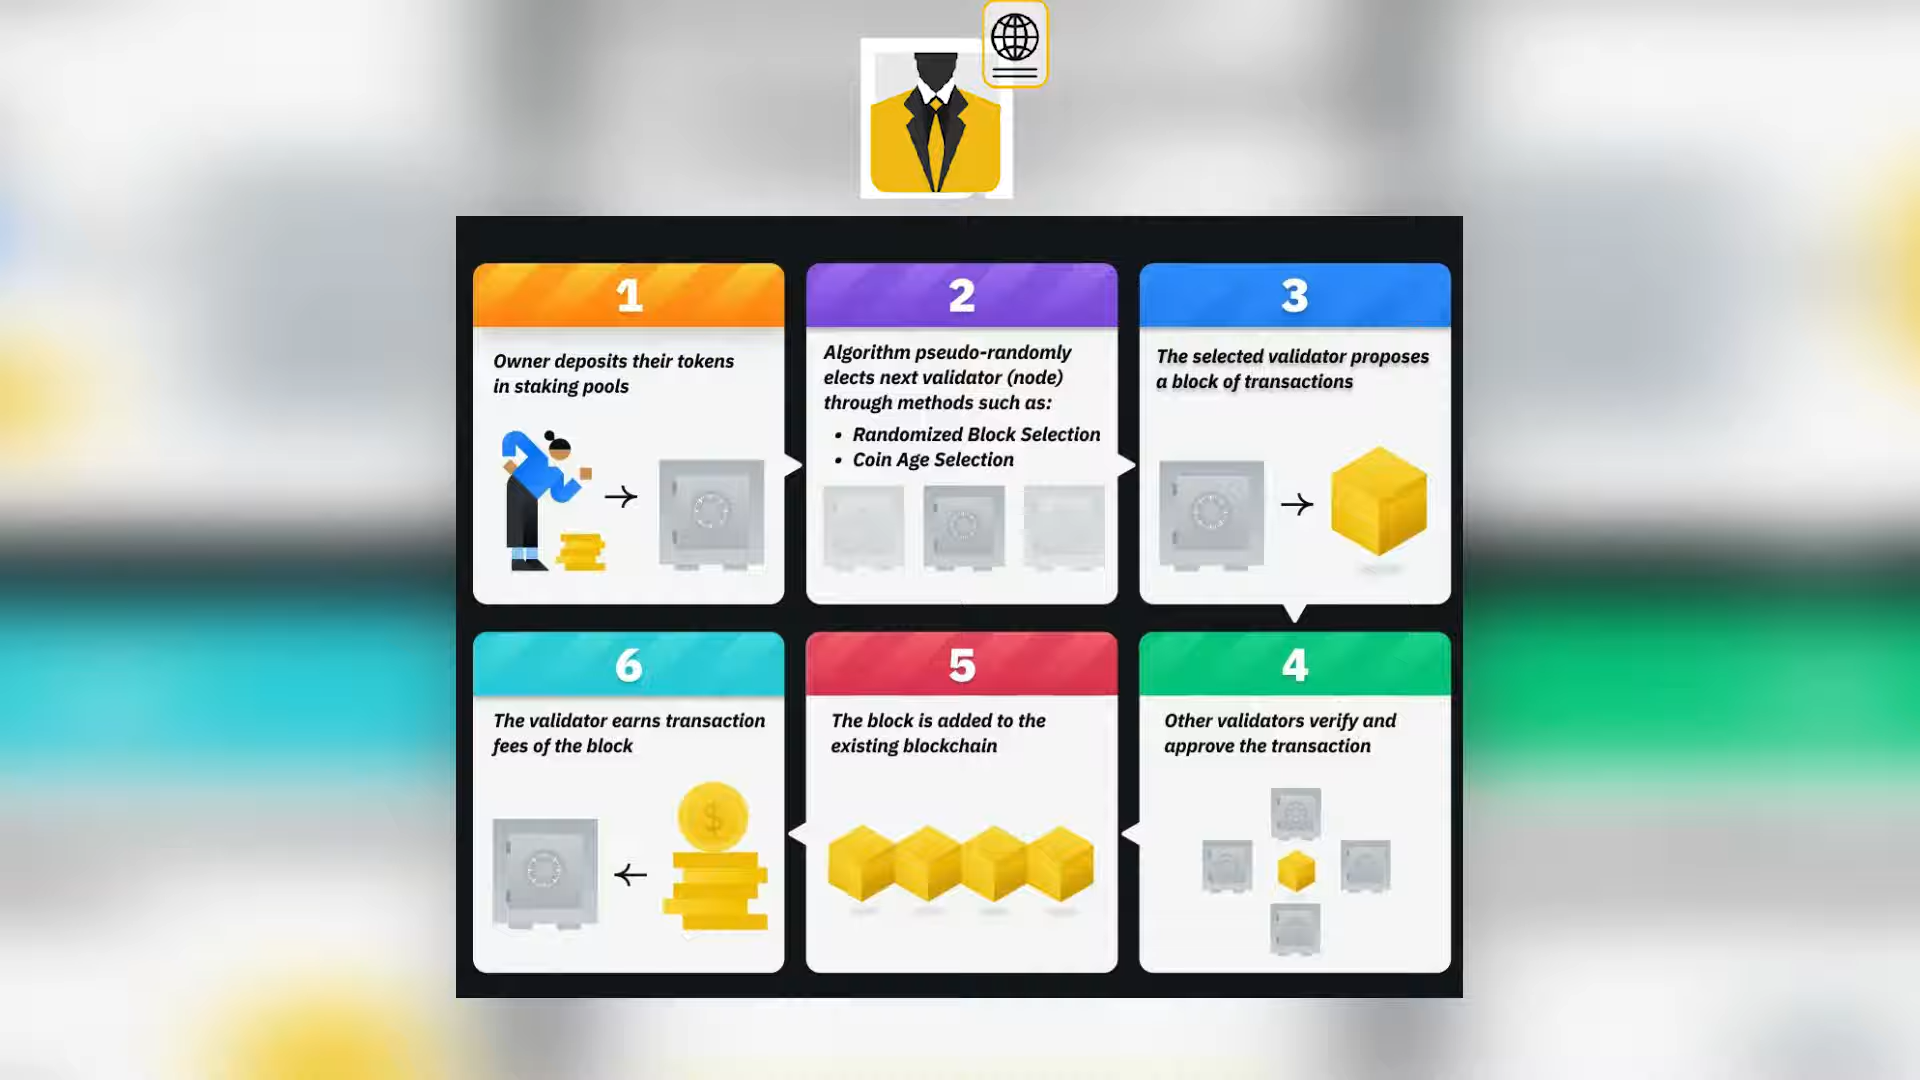 1
Owner deposits their tokens
in staking pools
2
Algorithm pseudo-randomly
elects next validator (node)
through methods such as:
• Randomized Block Selection
• Coin Age Selection
3
The selected validator proposes
a block of transactions
4
Other validators verify and
approve the transaction
5
The block is added to the
existing blockchain
6
The validator earns transaction
fees of the block
$